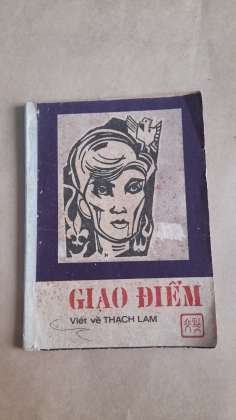 GIAO ĐIỂM
Viết về THẠCH LAM